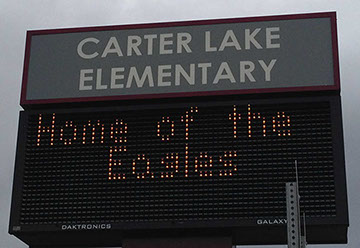 CARTER LAKE
ELEMENTARY
Home of the
Eagles
DAKTRONICS GALAXY